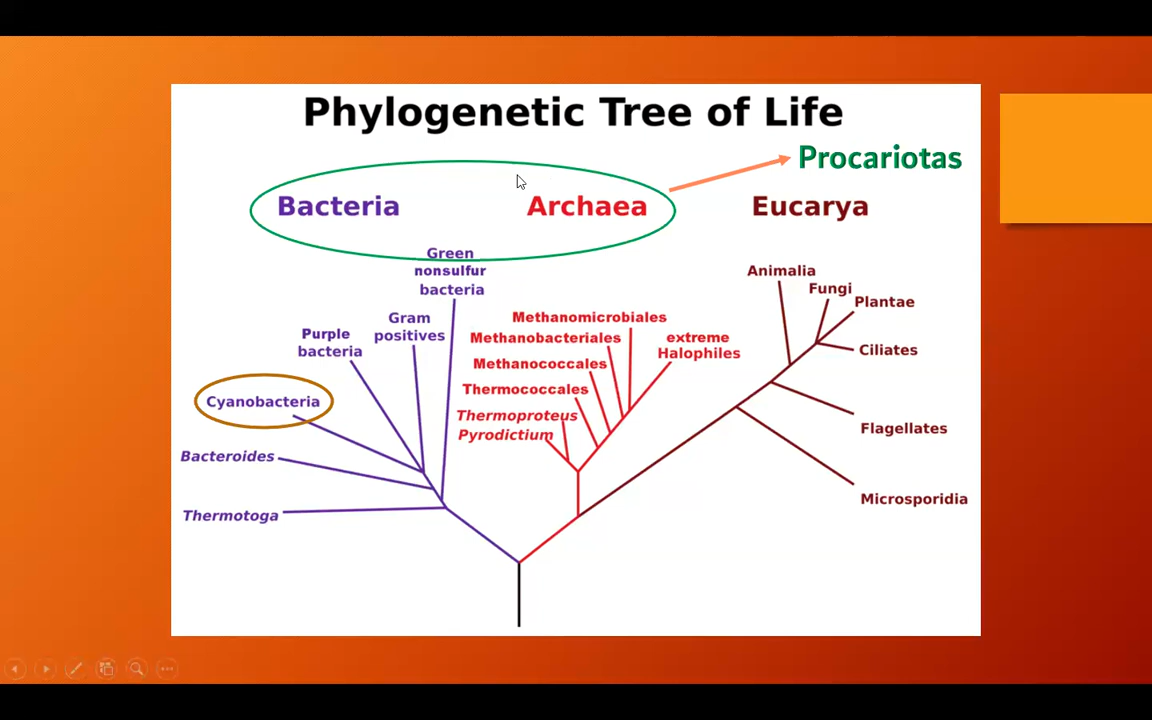 Phylogenetic Tree of Life
Procariotas
Bacteria
Archaea
Eucarya
Green
nonsulfur
bacteria
Gram
positives
Purple
bacteria
Cyanobacteria
Bacteroides
Thermotoga
Methanomicrobiales
Methanobacteriales
Methanococcales
Thermococcales
Thermoproteus
Pyrodictium
extreme
Halophiles
Animalia
Fungi
Plantae
Ciliates
Flagellates
Microsporidia